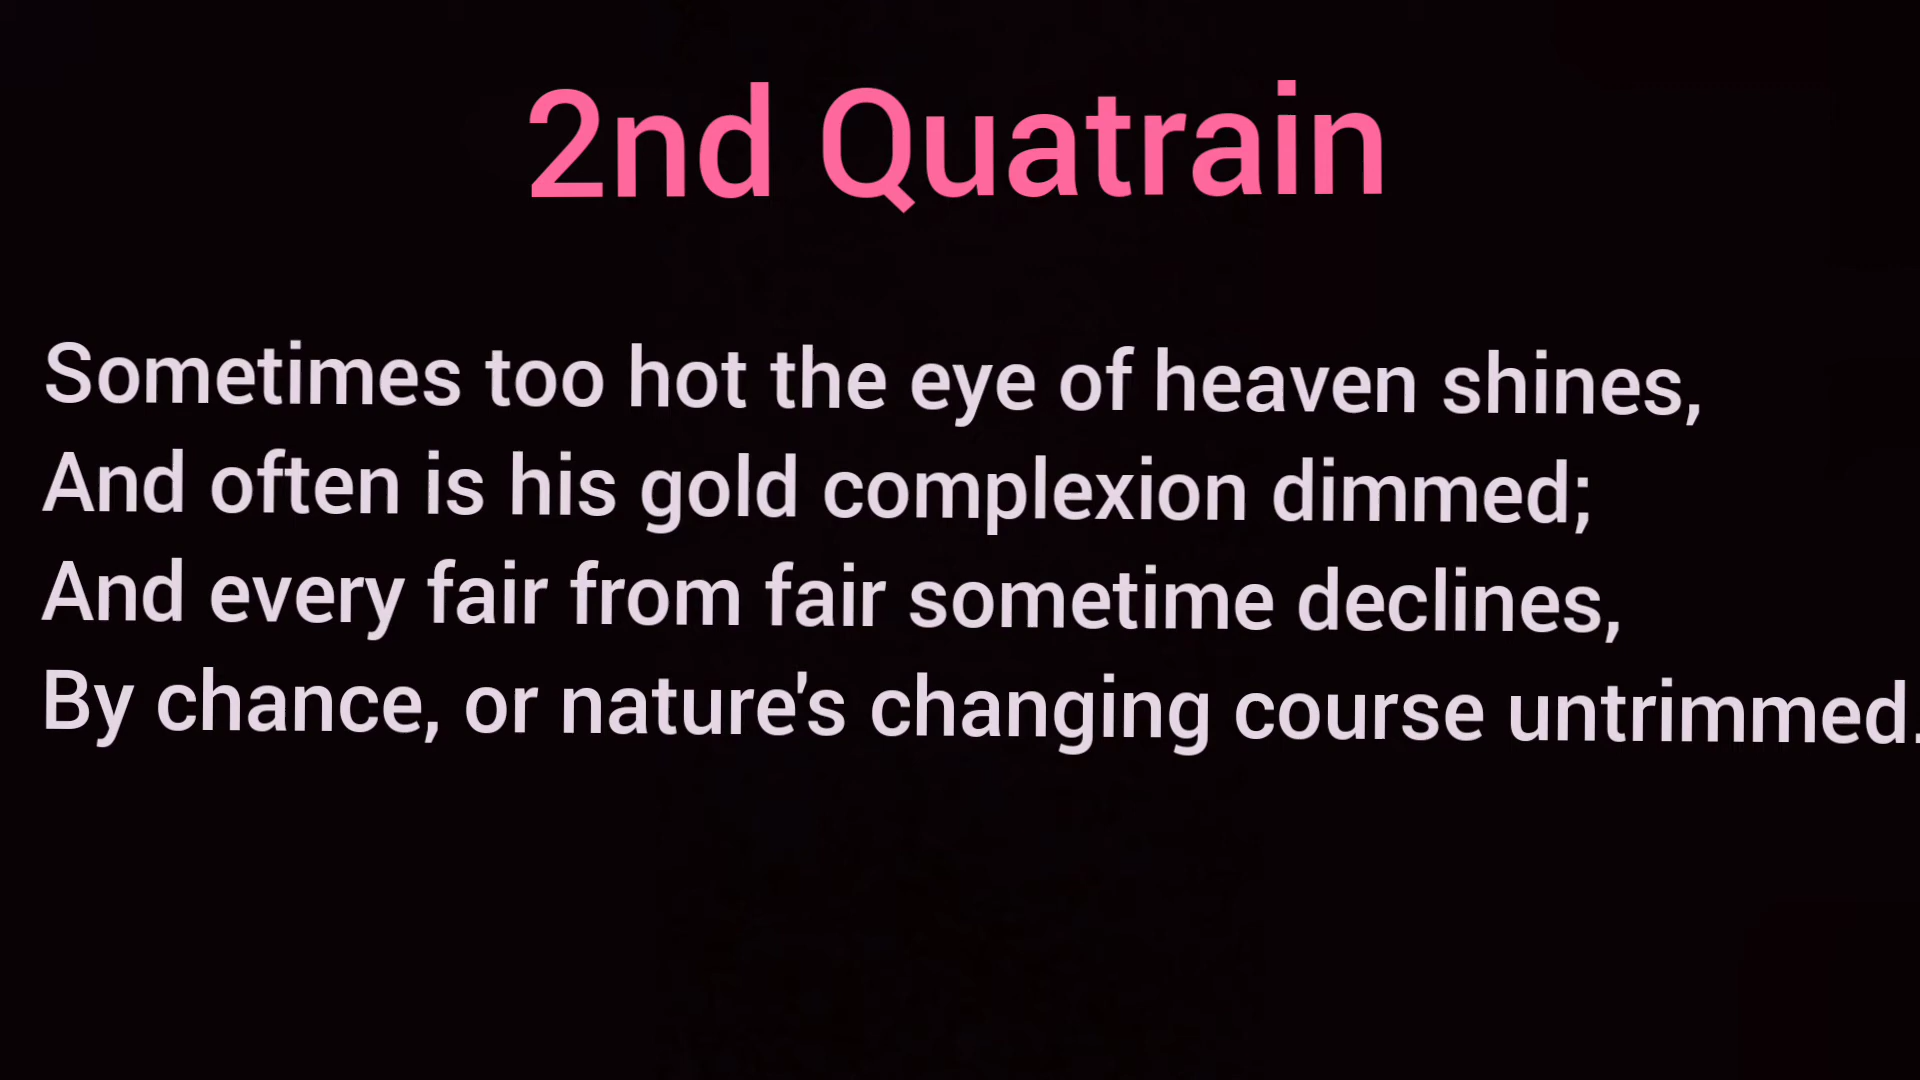 2nd Quatrain
Sometimes too hot the eye of heaven shines,
And often is his gold complexion dimmed;
And every fair from fair sometime declines,
By chance, or nature's changing course untrimmed.